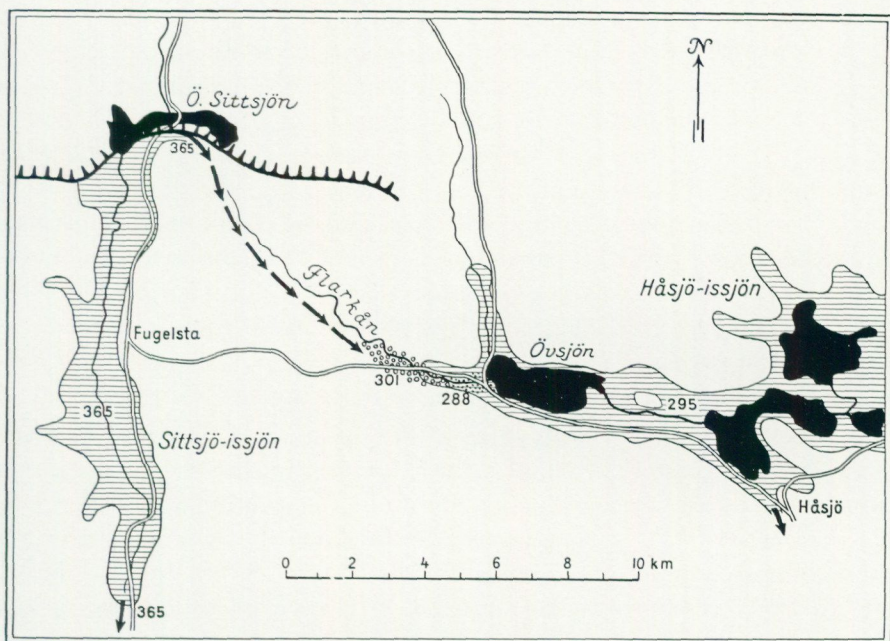 N
Ö. Sittsjön
365
Flarkån
Håsjö-issjön
Fugelsta
Övsjön
301
288
295
365
Sittsjö-issjön
Håsjö
0 2 4 6 8 10 km
365